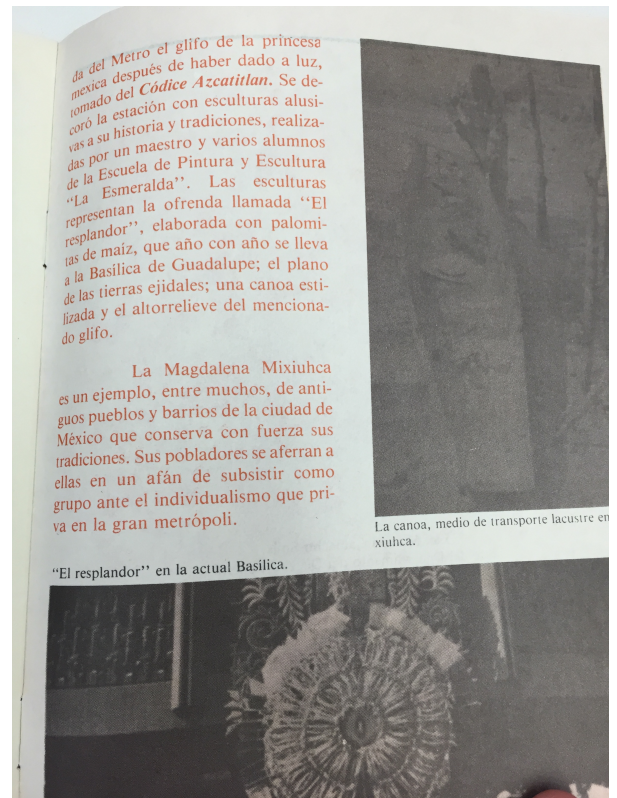 da del Metro el glifo de la princesa
mexica después de haber dado a luz,
tomado del Códice Azcatitlan. Se de-
coró la estación con esculturas alusi-
vas a su historia y tradiciones, realiza-
das por un maestro y varios alumnos
de la Escuela de Pintura y Escultura
“La Esmeralda’’. Las esculturas
representan la ofrenda llamada “El
resplandor’’, elaborada con palomi-
tas de maíz, que año con año se lleva
a la Basílica de Guadalupe; el plano
de las tierras ejidales; una canoa esti-
lizada y el altorrelieve del menciona-
do glifo.
La Magdalena Mixiuhca
es un ejemplo, entre muchos, de anti-
guos pueblos y barrios de la ciudad de
México que conserva con fuerza sus
tradiciones. Sus pobladores se aferran a
ellas en un afán de subsistir como
grupo ante el individualismo que pri-
va en la gran metrópoli.
La canoa, medio de transporte lacustre en
xiuhca.
“El resplandor’’ en la actual Basílica.